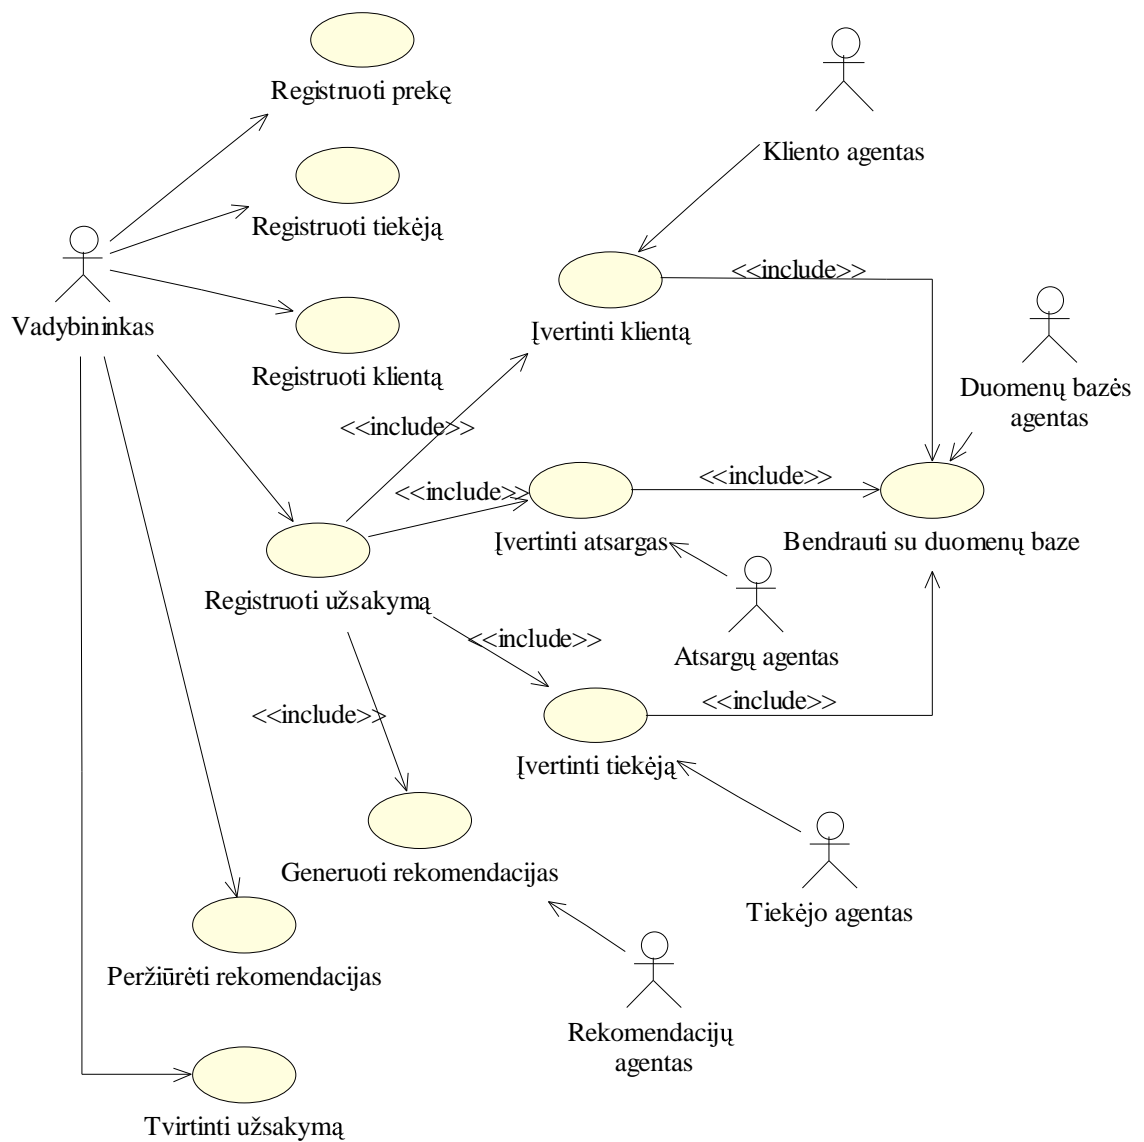 Registruoti prekę
Kliento agentas
Registruoti tiekėją
Vadybininkas
<<include>>
Įvertinti klientą
Registruoti klientą
Duomenų bazės
agentas
<<include>>
<<include>>
<<include>>
Įvertinti atsargas
Bendrauti su duomenų baze
Registruoti užsakymą
<<include>>
Atsargų agentas
<<include>>
<<include>>
Įvertinti tiekėją
Generuoti rekomendacijas
Tiekėjo agentas
Peržiūrėti rekomendacijas
Rekomendacijų
agentas
Tvirtinti užsakymą